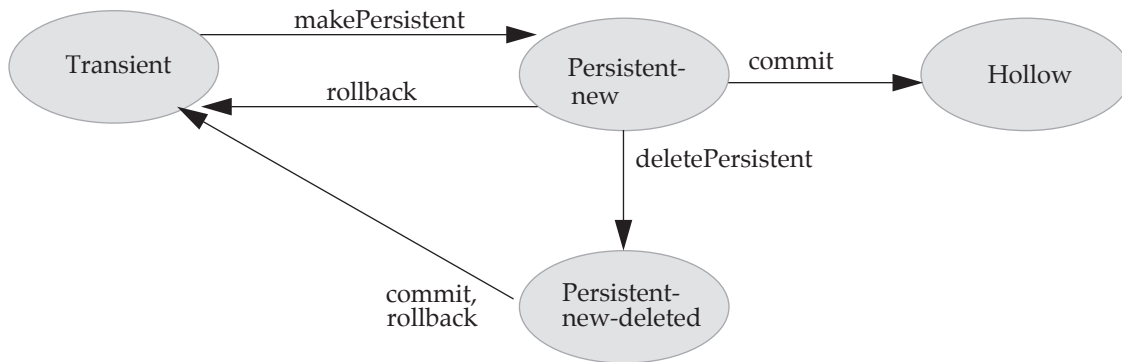 makePersistent
Transient
Persistent-
new
commit
Hollow
rollback
deletePersistent
commit,
rollback
Persistent-
new-deleted